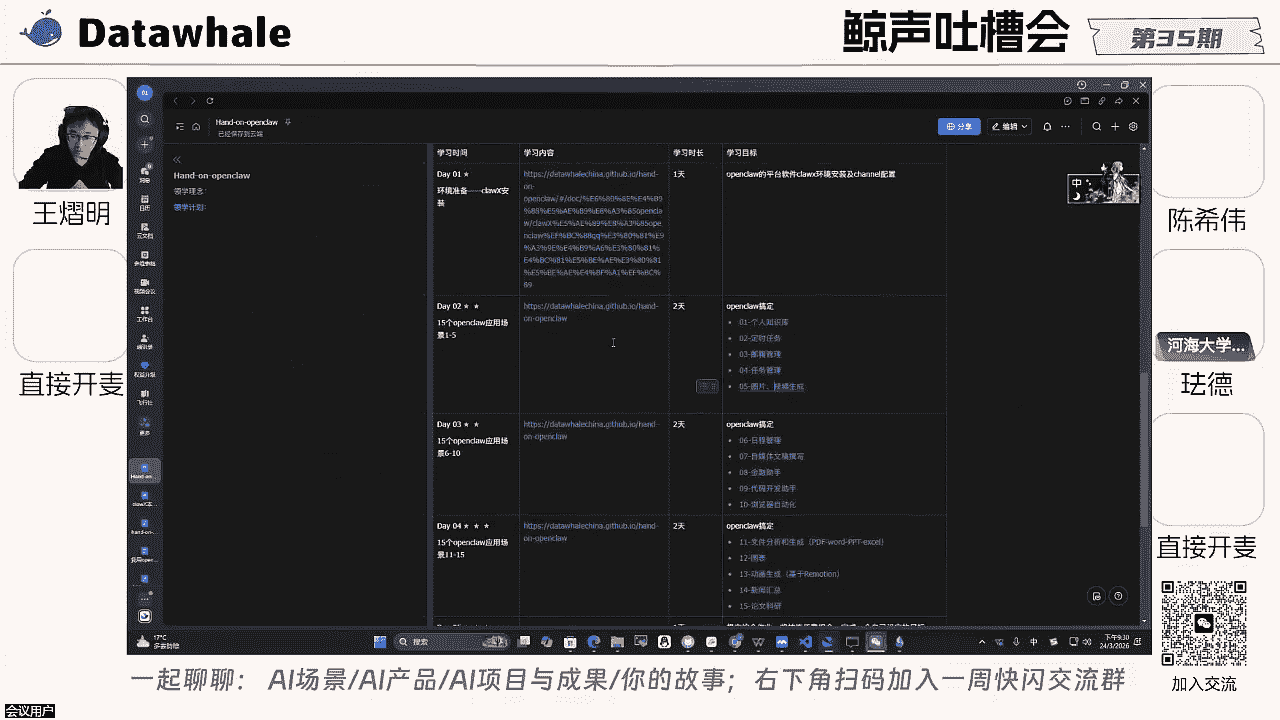 Datawhale
鲸声吐槽会
第35期
王熠明
直接开麦
陈希伟
河海大学...
珐德
直接开麦
加入交流
Hand-on-openclaw
已经保存到云端
分享
编辑
Hand-on-openclaw
领学理念：
领学计划：
学习时间
学习内容
学习时长
学习目标
Day 01 ★
环境准备——clawX安
装
https://datawhalechina.github.io/hand-
on-
1天
openclaw的平台软件clawx环境安装及channel配置
Day 02 ★ ★
15个openclaw应用场
景1-5
https://datawhalechina.github.io/hand-
on-openclaw
2天
openclaw搞定
01-个人知识库
02-定时任务
03-邮箱管理
04-任务管理
05-图片、视频生成
Day 03 ★ ★
15个openclaw应用场
景6-10
https://datawhalechina.github.io/hand-
on-openclaw
2天
openclaw搞定
06-日程管理
07-自媒体文稿撰写
08-金融助手
09-代码开发助手
10-浏览器自动化
Day 04 ★ ★ ★
15个openclaw应用场
景11-15
https://datawhalechina.github.io/hand-
on-openclaw
2天
openclaw搞定
11-文件分析和生成（PDF-word-PPT-excel）
12-图表
13-动画生成（基于Remotion）
14-新闻汇总
15-论文科研
中
17°C
搜索
中
下午9:30
24/3/2026
一起聊聊： AI场景/AI产品/AI项目与成果/你的故事；右下角扫码加入一周快闪交流群
会议用户